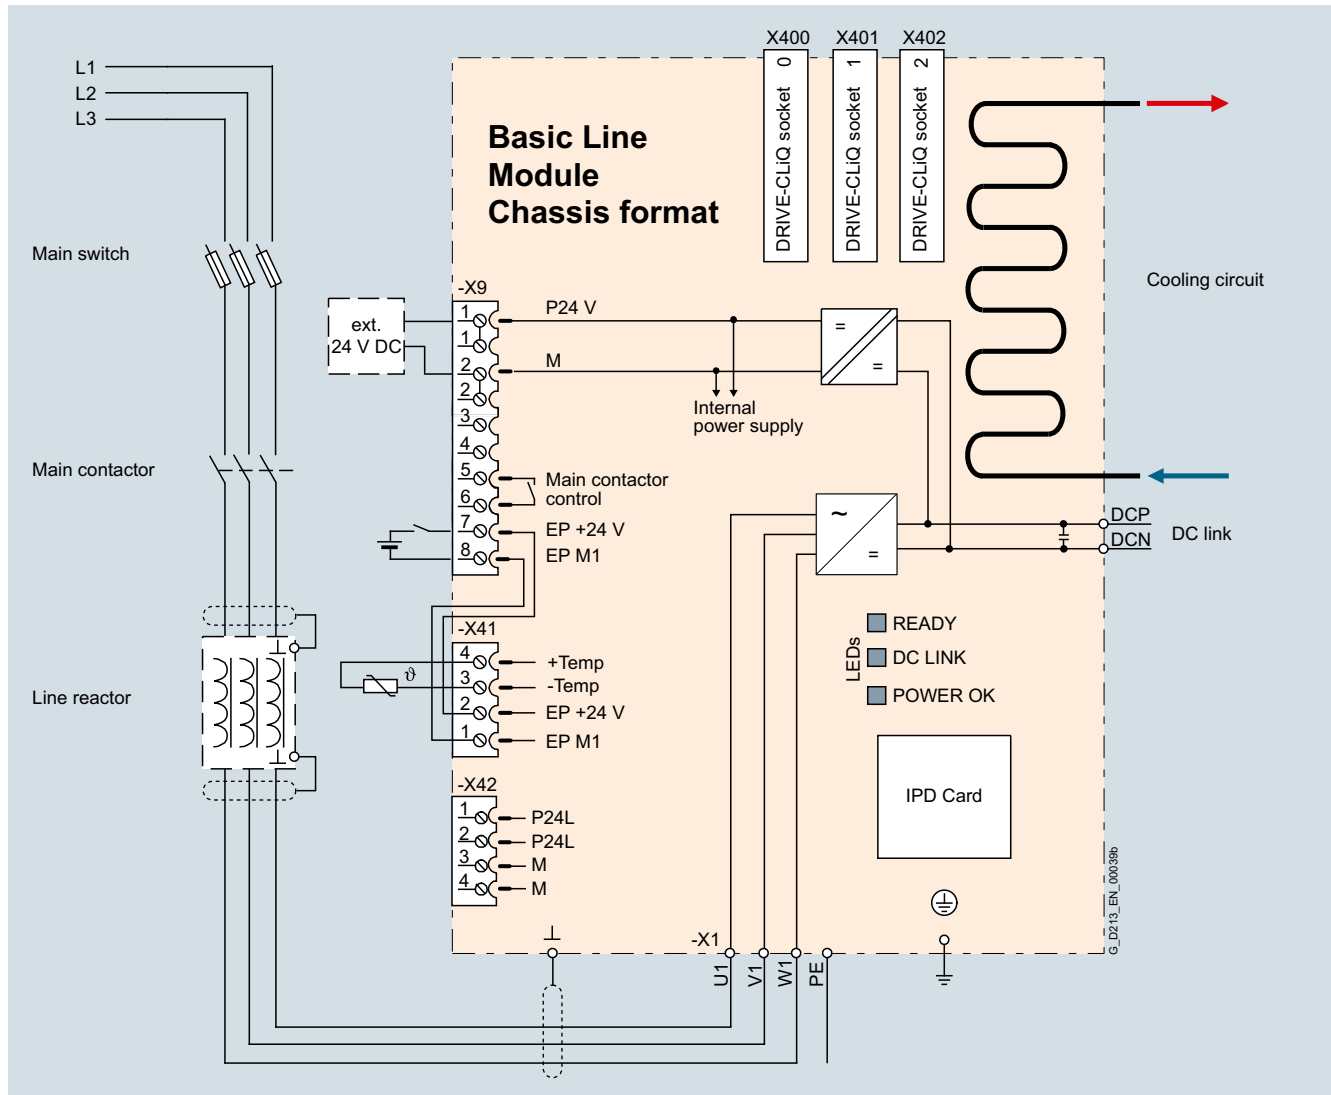 X400 X401 X402
L1
L2
L3
DRIVE-CLiQ socket 0
DRIVE-CLiQ socket 1
DRIVE-CLiQ socket 2
Basic Line
Module
Chassis format
Main switch
Cooling circuit
-X9
ext.
24 V DC
1
1
2
2
3
4
5
6
7
8
P24 V
M
=
=
Internal
power supply
Main contactor
Main contactor
control
EP +24 V
EP M1
~
=
DCP
DCN
DC link
LEDs
READY
DC LINK
POWER OK
-X41
4
3
2
1
ϑ
+Temp
-Temp
EP +24 V
EP M1
Line reactor
-X42
1
2
3
4
P24L
P24L
M
M
IPD Card
G_D213_EN_00039b
-X1
U1
V1
W1
PE